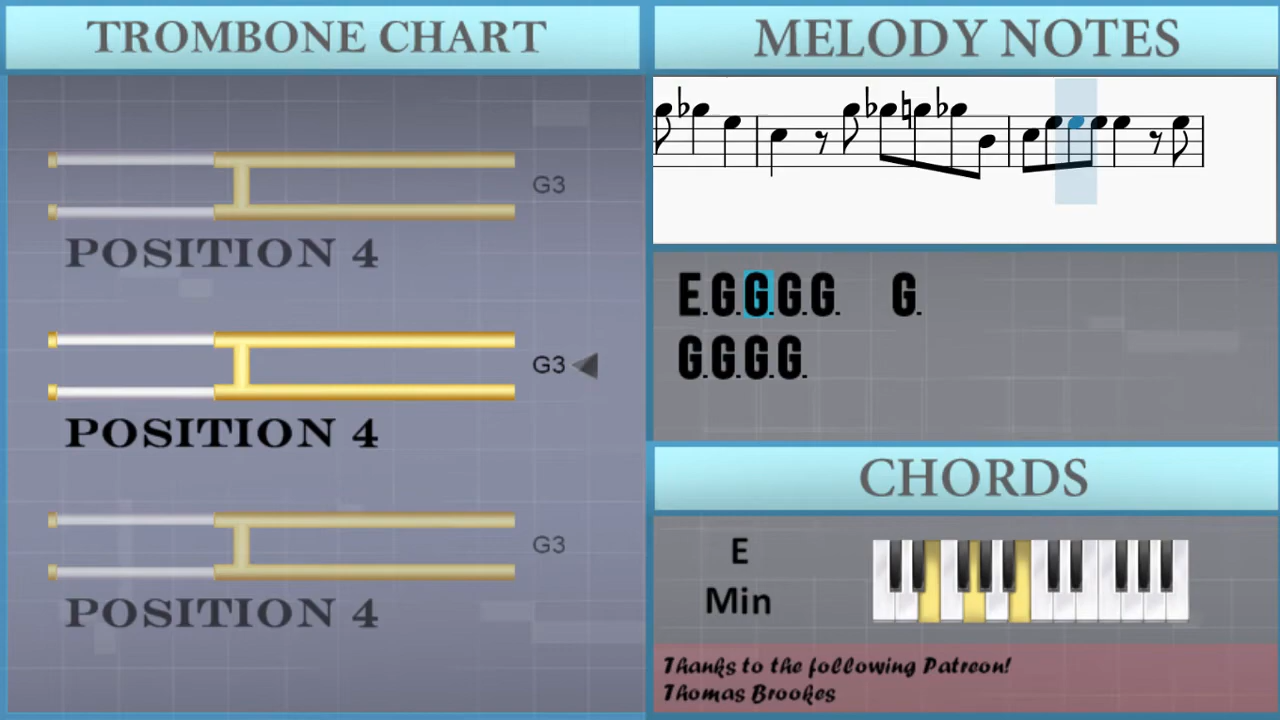 TROMBONE CHART
G3
POSITION 4
G3
POSITION 4
G3
POSITION 4
MELODY NOTES
E.G.G.G.G. G.
G.G.G.G.
CHORDS
E
Min
Thanks to the following Patreon!
Thomas Brookes